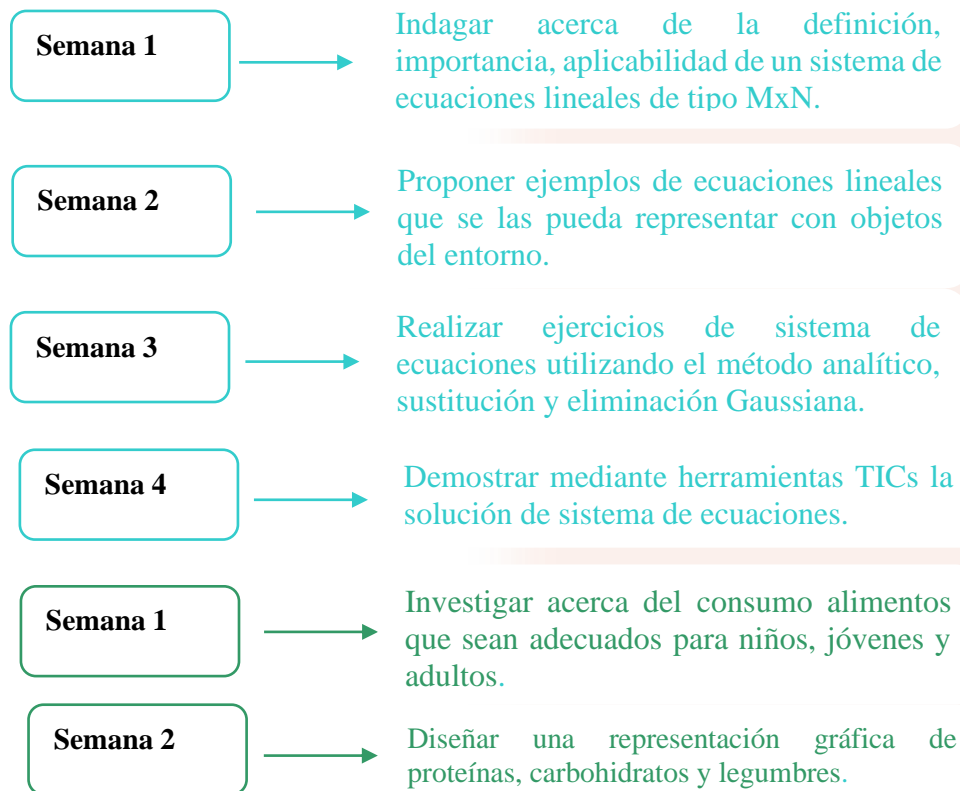 Semana 1
Indagar acerca de la definición,
importancia, aplicabilidad de un sistema de
ecuaciones lineales de tipo MxN.
Semana 2
Proponer ejemplos de ecuaciones lineales
que se las pueda representar con objetos
del entorno.
Semana 3
Realizar ejercicios de sistema de
ecuaciones utilizando el método analítico,
sustitución y eliminación Gaussiana.
Semana 4
Demostrar mediante herramientas TICs la
solución de sistema de ecuaciones.
Semana 1
Investigar acerca del consumo alimentos
que sean adecuados para niños, jóvenes y
adultos.
Semana 2
Diseñar una representación gráfica de
proteínas, carbohidratos y legumbres.